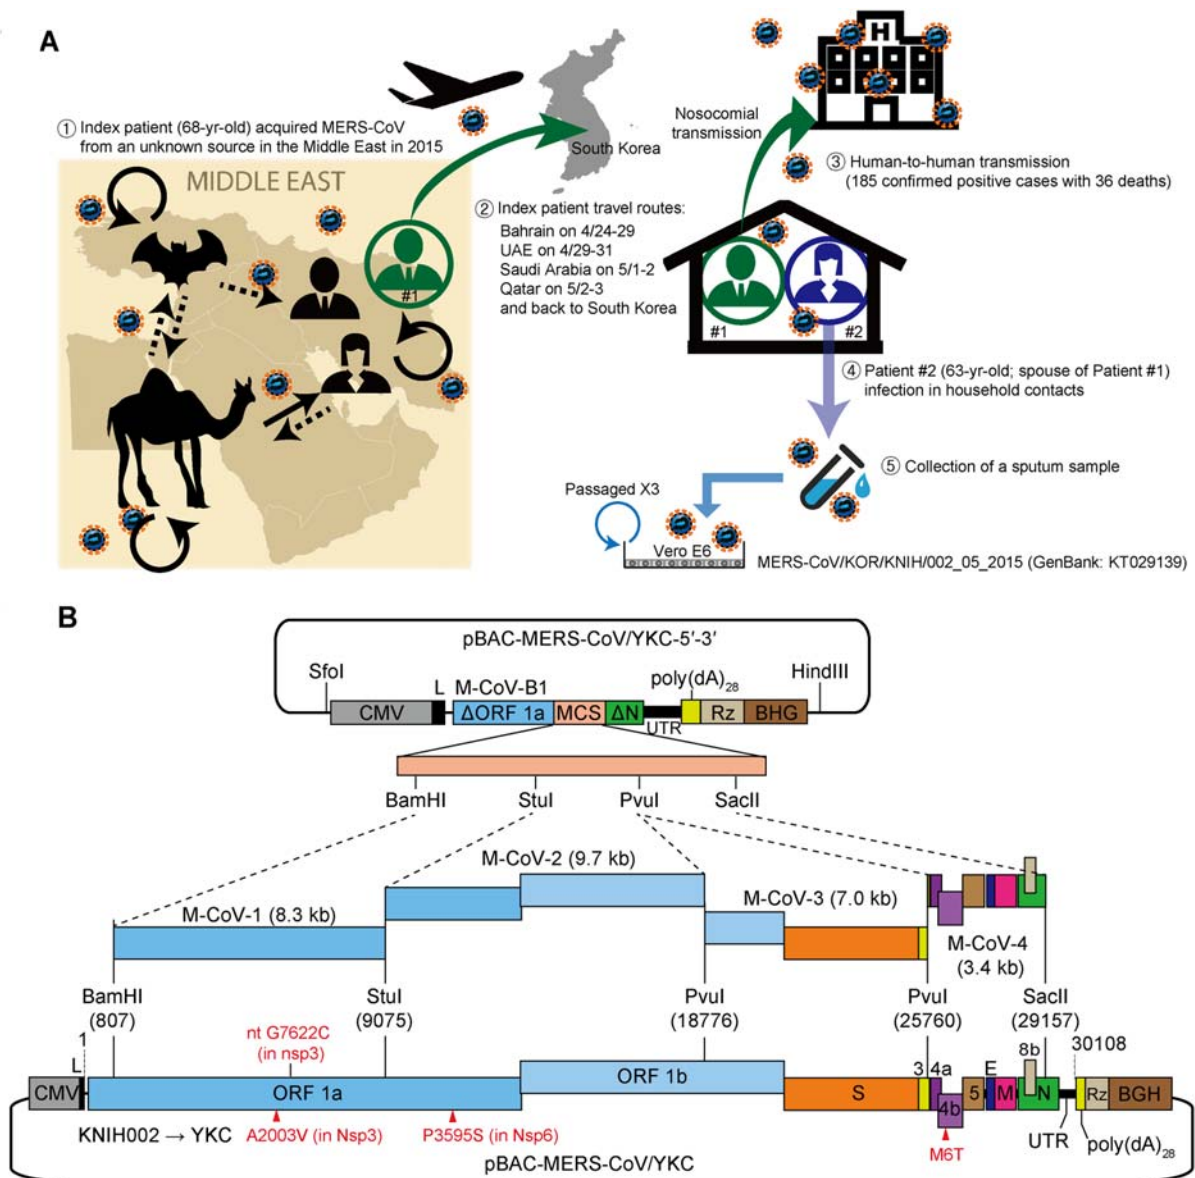 A
① Index patient (68-yr-old) acquired MERS-CoV
from an unknown source in the Middle East in 2015
MIDDLE EAST
#1
South Korea
② Index patient travel routes:
Bahrain on 4/24-29
UAE on 4/29-31
Saudi Arabia on 5/1-2
Qatar on 5/2-3
and back to South Korea
H
Nosocomial
transmission
③ Human-to-human transmission
(185 confirmed positive cases with 36 deaths)
#1
#2
④ Patient #2 (63-yr-old; spouse of Patient #1)
infection in household contacts
⑤ Collection of a sputum sample
Passaged X3
Vero E6
MERS-CoV/KOR/KNIH/002_05_2015 (GenBank: KT029139)
B
pBAC-MERS-CoV/YKC-5′-3′
SfoI
L M-CoV-B1
poly(dA)28
HindIII
CMV
ΔORF 1a
MCS
ΔN
UTR
Rz
BHG
BamHI
StuI
PvuI
SacII
M-CoV-1 (8.3 kb)
M-CoV-2 (9.7 kb)
M-CoV-3 (7.0 kb)
M-CoV-4
(3.4 kb)
BamHI
(807)
StuI
(9075)
PvuI
(18776)
PvuI
(25760)
SacII
(29157)
1
L
nt G7622C
(in nsp3)
3 4a
E
8b
30108
CMV
ORF 1a
ORF 1b
S
4b
5
M
N
Rz
BGH
KNIH002 → YKC
A2003V (in Nsp3)
P3595S (in Nsp6)
M6T
UTR
poly(dA)28
pBAC-MERS-CoV/YKC